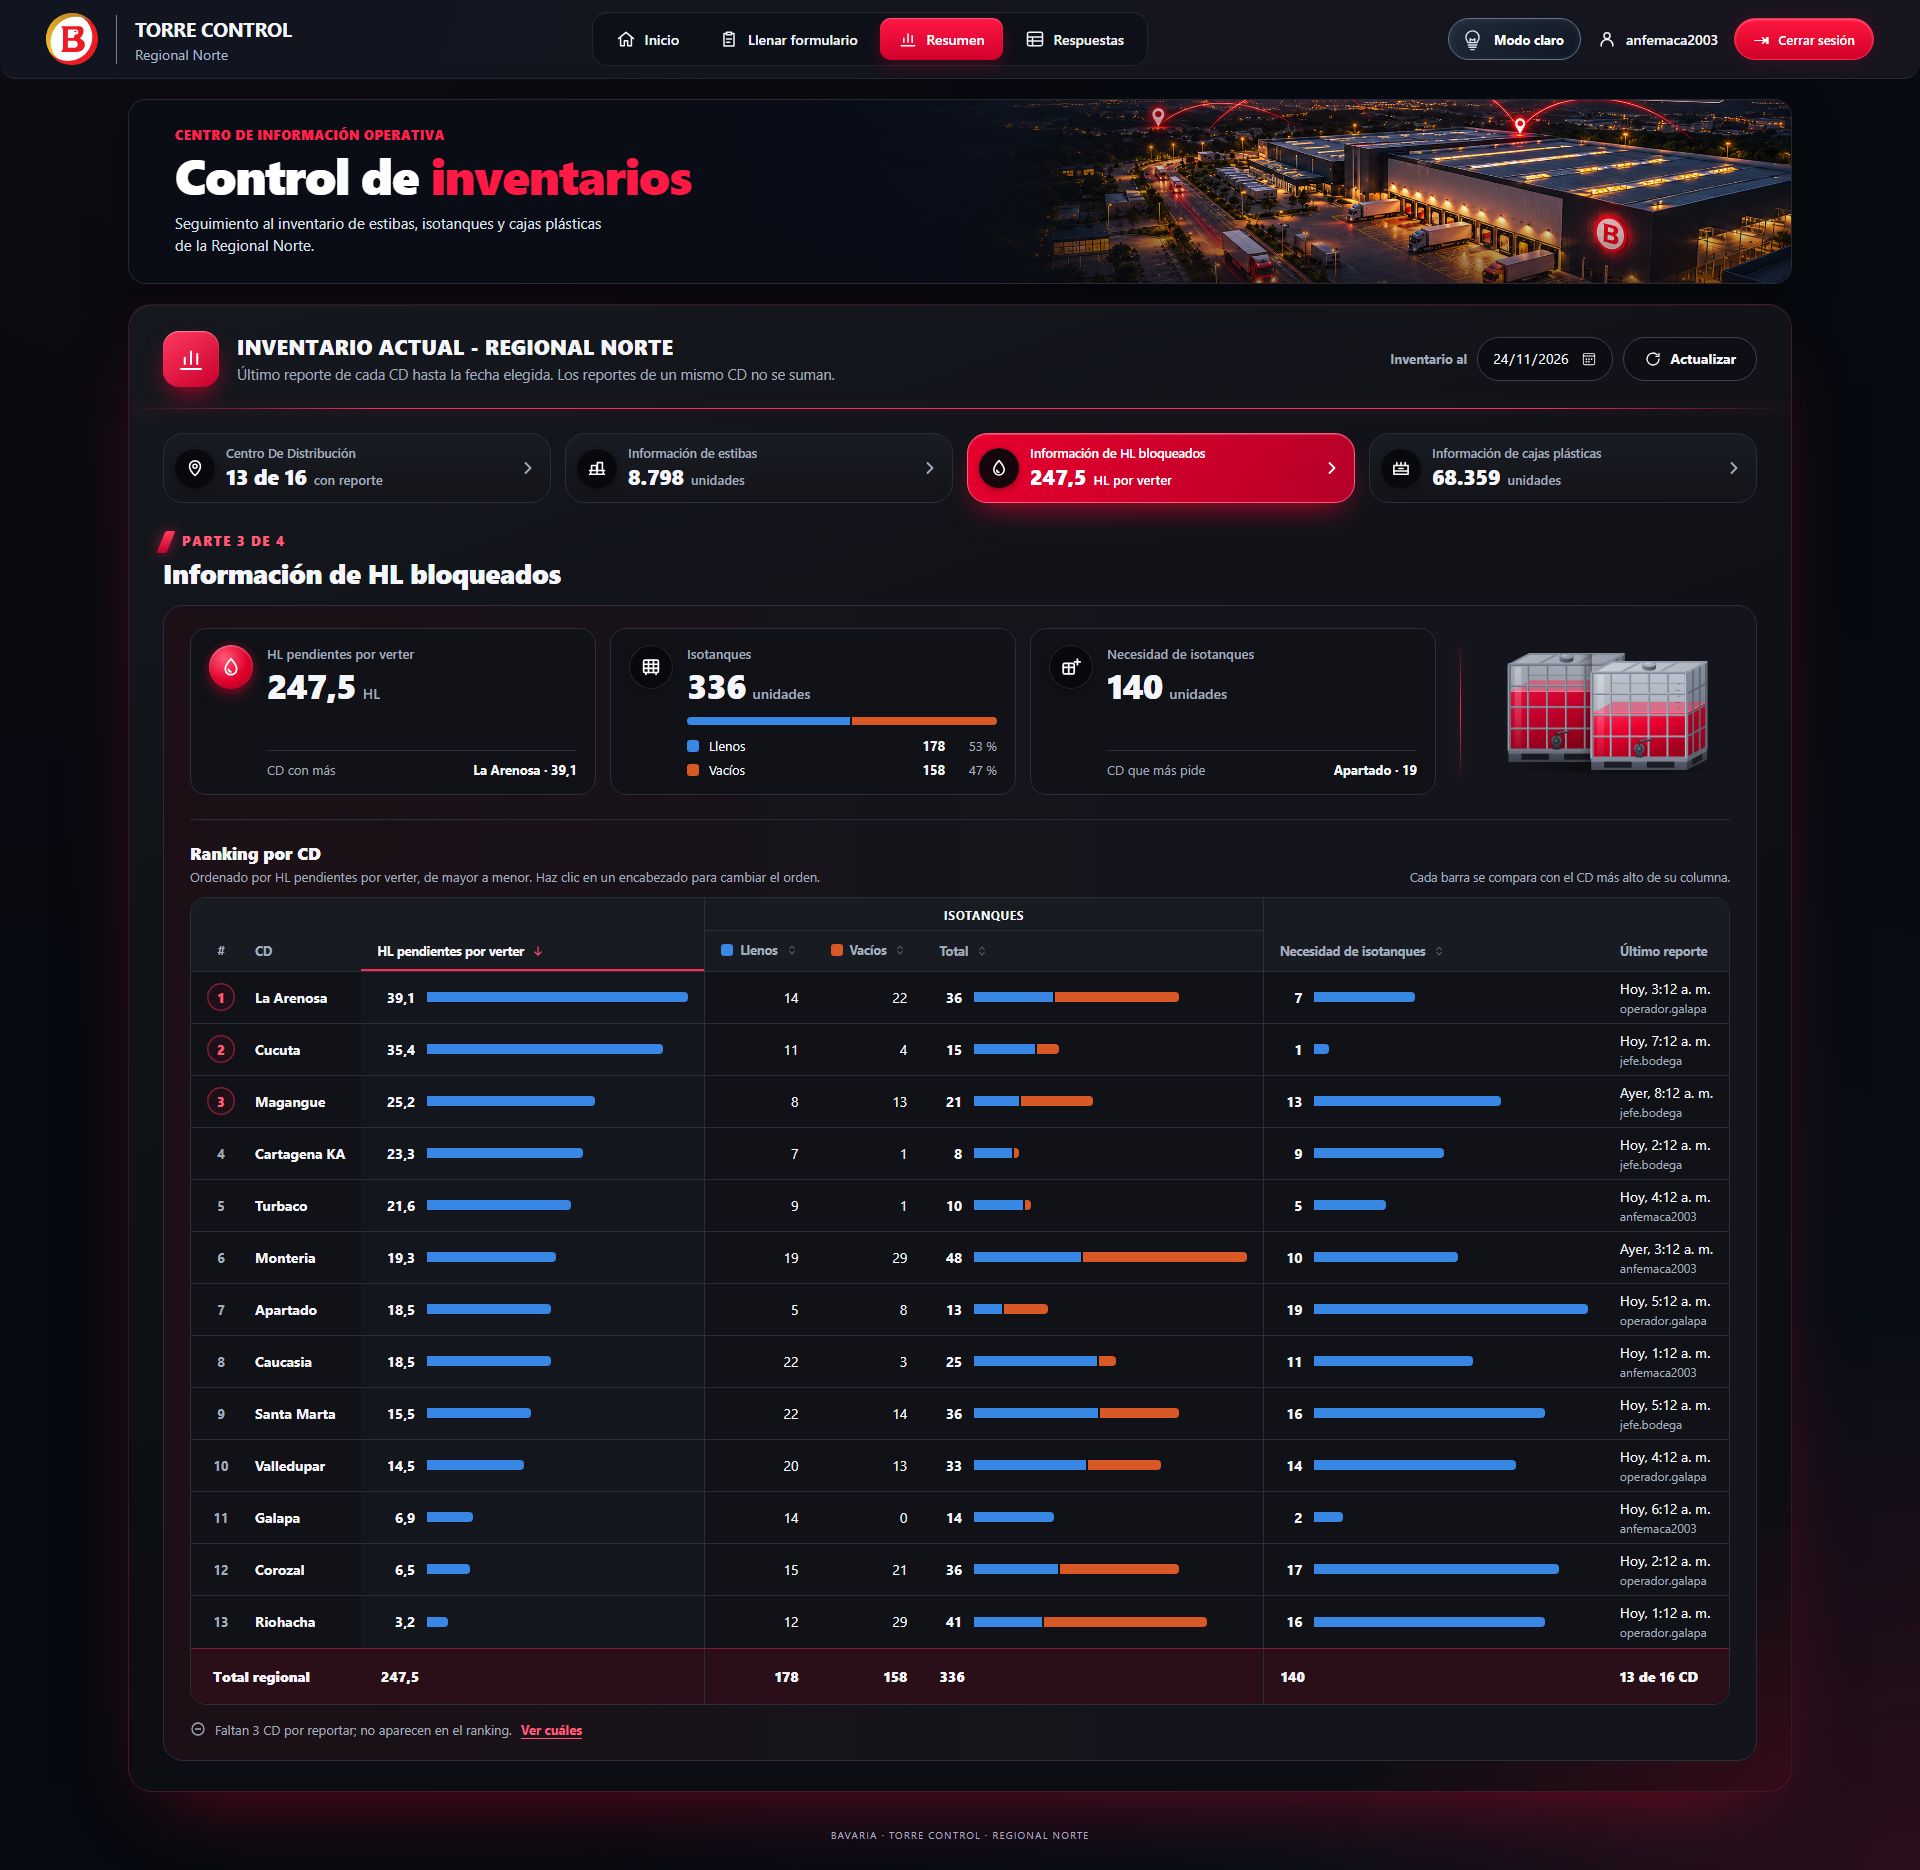 B
TORRE CONTROL
Regional Norte
Inicio
Llenar formulario
Resumen
Respuestas
Modo claro
anfemaca2003
Cerrar sesión
CENTRO DE INFORMACIÓN OPERATIVA
Control de inventarios
Seguimiento al inventario de estibas, isotanques y cajas plásticas
de la Regional Norte.
B
INVENTARIO ACTUAL - REGIONAL NORTE
Último reporte de cada CD hasta la fecha elegida. Los reportes de un mismo CD no se suman.
Inventario al
24/11/2026
Actualizar
Centro De Distribución
13 de 16 con reporte
Información de estibas
8.798 unidades
Información de HL bloqueados
247,5 HL por verter
Información de cajas plásticas
68.359 unidades
PARTE 3 DE 4
Información de HL bloqueados
HL pendientes por verter
247,5 HL
CD con más La Arenosa · 39,1
Isotanques
336 unidades
Llenos 178 53 %
Vacíos 158 47 %
Necesidad de isotanques
140 unidades
CD que más pide Apartado · 19
Ranking por CD
Ordenado por HL pendientes por verter, de mayor a menor. Haz clic en un encabezado para cambiar el orden.
Cada barra se compara con el CD más alto de su columna.
ISOTANQUES
# CD HL pendientes por verter Llenos Vacíos Total Necesidad de isotanques Último reporte
1 La Arenosa 39,1 14 22 36 7 Hoy, 3:12 a. m.
operador.galapa
2 Cucuta 35,4 11 4 15 1 Hoy, 7:12 a. m.
jefe.bodega
3 Magangue 25,2 8 13 21 13 Ayer, 8:12 a. m.
jefe.bodega
4 Cartagena KA 23,3 7 1 8 9 Hoy, 2:12 a. m.
jefe.bodega
5 Turbaco 21,6 9 1 10 5 Hoy, 4:12 a. m.
anfemaca2003
6 Monteria 19,3 19 29 48 10 Ayer, 3:12 a. m.
anfemaca2003
7 Apartado 18,5 5 8 13 19 Hoy, 5:12 a. m.
operador.galapa
8 Caucasia 18,5 22 3 25 11 Hoy, 1:12 a. m.
anfemaca2003
9 Santa Marta 15,5 22 14 36 16 Hoy, 5:12 a. m.
jefe.bodega
10 Valledupar 14,5 20 13 33 14 Hoy, 4:12 a. m.
operador.galapa
11 Galapa 6,9 14 0 14 2 Hoy, 6:12 a. m.
anfemaca2003
12 Corozal 6,5 15 21 36 17 Hoy, 2:12 a. m.
operador.galapa
13 Riohacha 3,2 12 29 41 16 Hoy, 1:12 a. m.
operador.galapa
Total regional 247,5 178 158 336 140 13 de 16 CD
Faltan 3 CD por reportar; no aparecen en el ranking. Ver cuáles
BAVARIA · TORRE CONTROL · REGIONAL NORTE